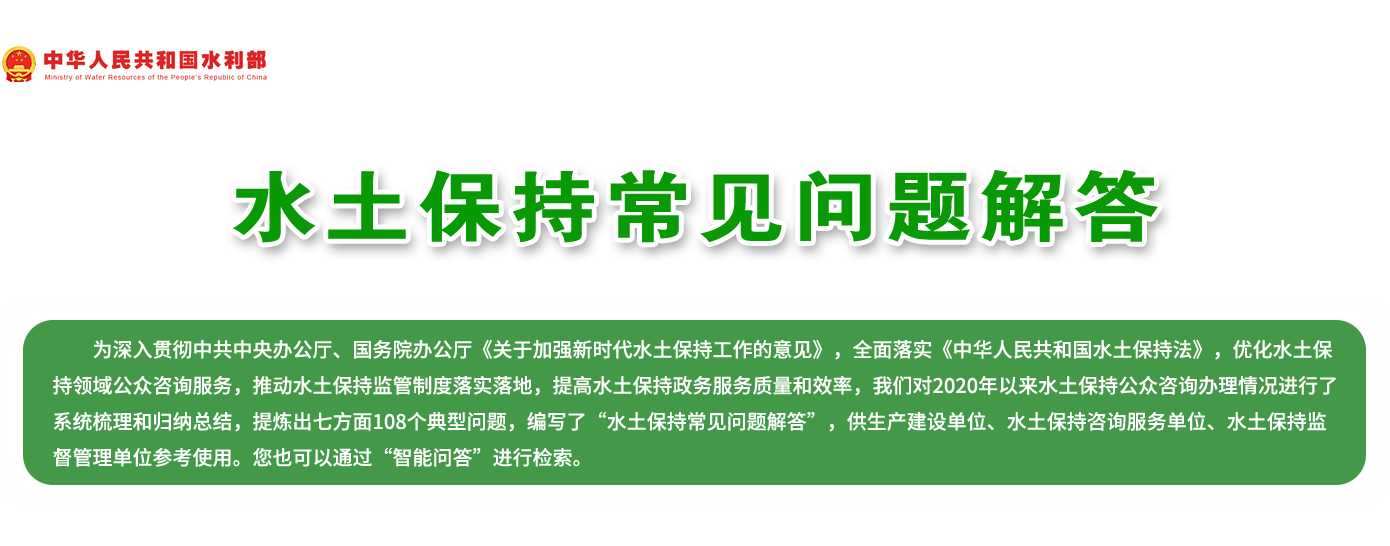 中华人民共和国水利部
Ministry of Water Resources of the People's Republic of China
水土保持常见问题解答
为深入贯彻中共中央办公厅、国务院办公厅《关于加强新时代水土保持工作的意见》，全面落实《中华人民共和国水土保持法》，优化水土保
持领域公众咨询服务，推动水土保持监管制度落实落地，提高水土保持政务服务质量和效率，我们对2020年以来水土保持公众咨询办理情况进行了
系统梳理和归纳总结，提炼出七方面108个典型问题，编写了“水土保持常见问题解答”，供生产建设单位、水土保持咨询服务单位、水土保持监
督管理单位参考使用。您也可以通过“智能问答”进行检索。